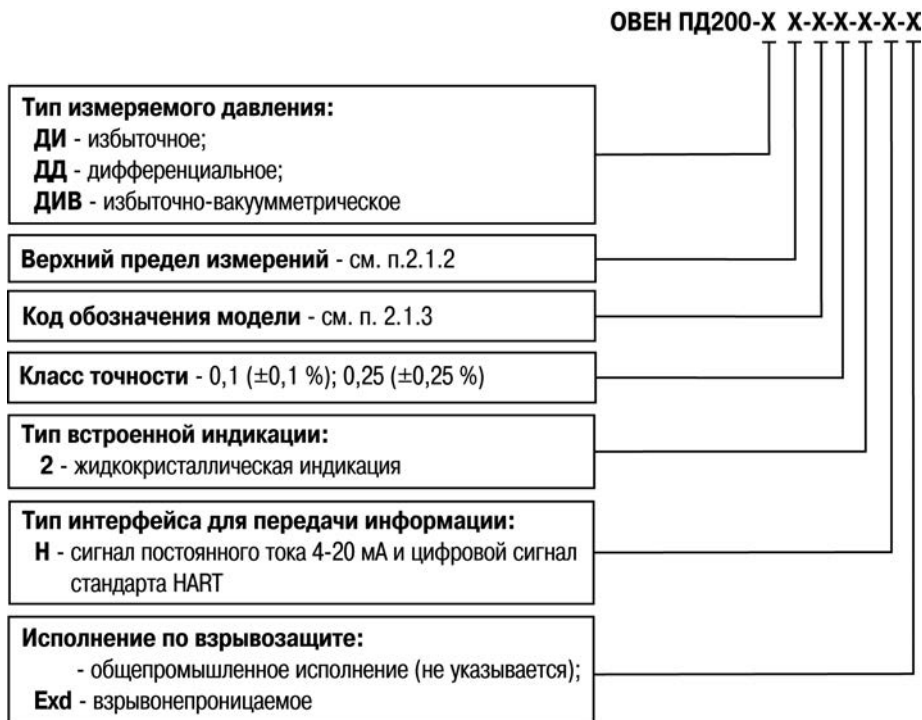 ОВЕН ПД200-Х Х-Х-Х-Х-Х-Х
Тип измеряемого давления:
ДИ - избыточное;
ДД - дифференциальное;
ДИВ - избыточно-вакуумметрическое
Верхний предел измерений - см. п.2.1.2
Код обозначения модели - см. п. 2.1.3
Класс точности - 0,1 (±0,1 %); 0,25 (±0,25 %)
Тип встроенной индикации:
2 - жидкокристаллическая индикация
Тип интерфейса для передачи информации:
Н - сигнал постоянного тока 4-20 мА и цифровой сигнал
стандарта HART
Исполнение по взрывозащите:
- общепромышленное исполнение (не указывается);
Exd - взрывонепроницаемое